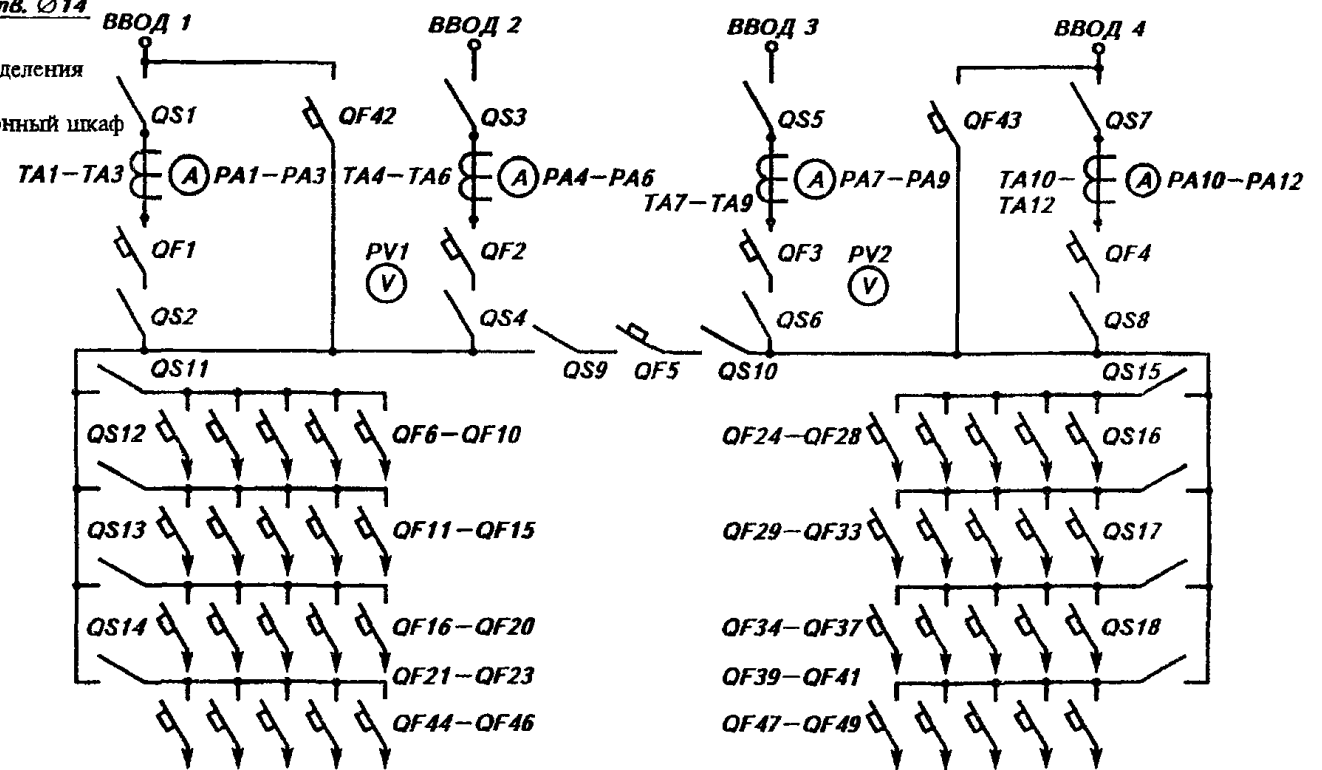 тв. ∅14
ВВОД 1
ВВОД 2
ВВОД 3
ВВОД 4
деления
онный шкаф
QS1
QF42
QS3
QS5
QF43
QS7
TA1-TA3
A
PA1-PA3
TA4-TA6
A
PA4-PA6
TA7-TA9
A
PA7-PA9
TA10-
TA12
A
PA10-PA12
QF1
PV1
V
QF2
QF3
PV2
V
QF4
QS2
QS4
QS6
QS8
QS9
QF5
QS10
QS11
QS15
QS12
QF6-QF10
QF24-QF28
QS16
QS13
QF11-QF15
QF29-QF33
QS17
QS14
QF16-QF20
QF34-QF37
QS18
QF21-QF23
QF39-QF41
QF44-QF46
QF47-QF49